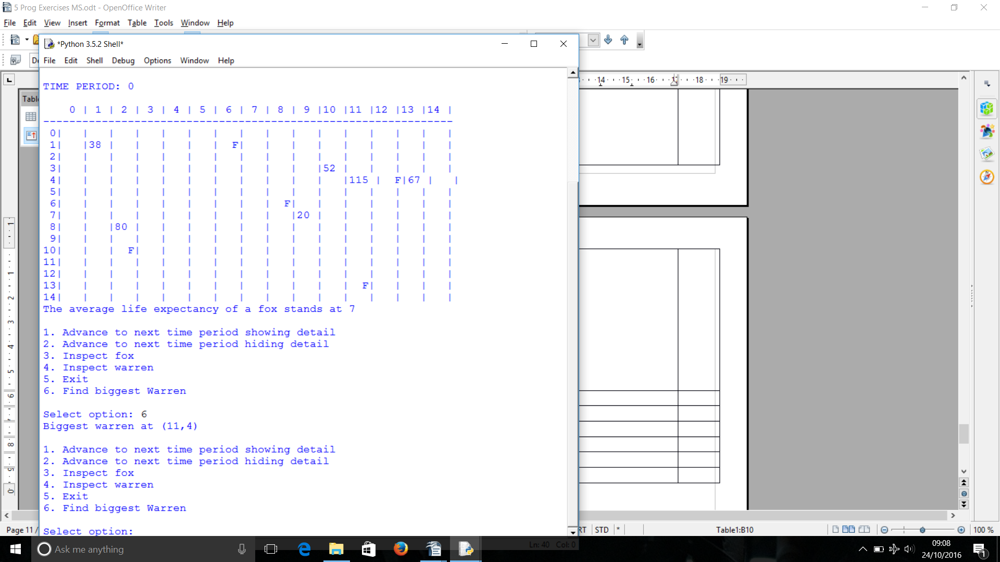 5 Prog Exercises MS.odt - OpenOffice Writer
File Edit View Insert Format Table Tools Window Help
*Python 3.5.2 Shell*
File Edit Shell Debug Options Window Help
14 15 16 17 18 19
TIME PERIOD: 0
0 | 1 | 2 | 3 | 4 | 5 | 6 | 7 | 8 | 9 |10 |11 |12 |13 |14 |
---------------------------------------------------------------
0| | | | | | | | | | | | | | | |
1| |38 | | | | | F| | | | | | | | |
2| | | | | | | | | | | | | | | |
3| | | | | | | | | | |52 | | | | |
4| | | | | | | | | | | |115 | F|67 | |
5| | | | | | | | | | | | | | | |
6| | | | | | | | | F| | | | | | |
7| | | | | | | | | |20 | | | | | |
8| | |80 | | | | | | | | | | | | |
9| | | | | | | | | | | | | | | |
10| | | F| | | | | | | | | | | | |
11| | | | | | | | | | | | | | | |
12| | | | | | | | | | | | | | | |
13| | | | | | | | | | | | F| | | |
14| | | | | | | | | | | | | | | |
The average life expectancy of a fox stands at 7
1. Advance to next time period showing detail
2. Advance to next time period hiding detail
3. Inspect fox
4. Inspect warren
5. Exit
6. Find biggest Warren
Select option: 6
Biggest warren at (11,4)
1. Advance to next time period showing detail
2. Advance to next time period hiding detail
3. Inspect fox
4. Inspect warren
5. Exit
6. Find biggest Warren
Select option:
Page 11 / STD * Table1:B10 100 %
Ln: 40 Col: 0
Ask me anything
09:08
24/10/2016
1